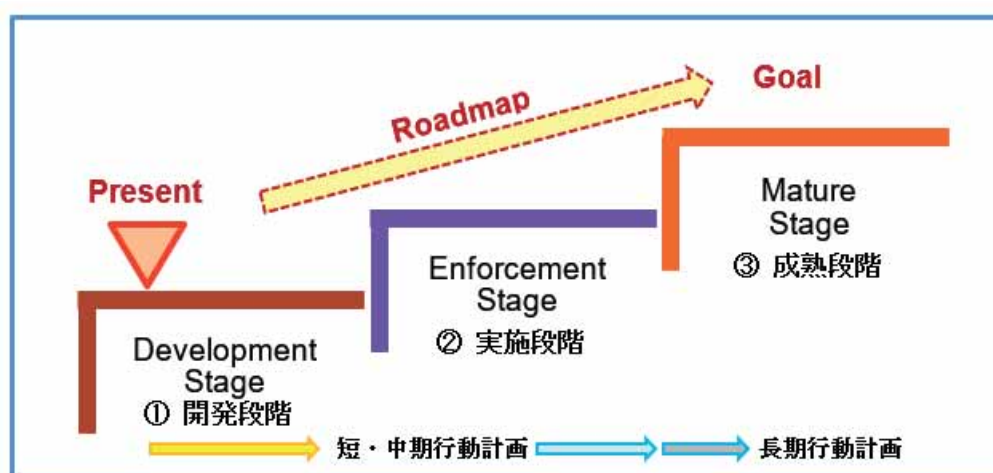 Goal
Roadmap
Present
Mature
Stage
③ 成熟段階
Enforcement
Stage
② 実施段階
Development
Stage
① 開発段階
短・中期行動計画
長期行動計画